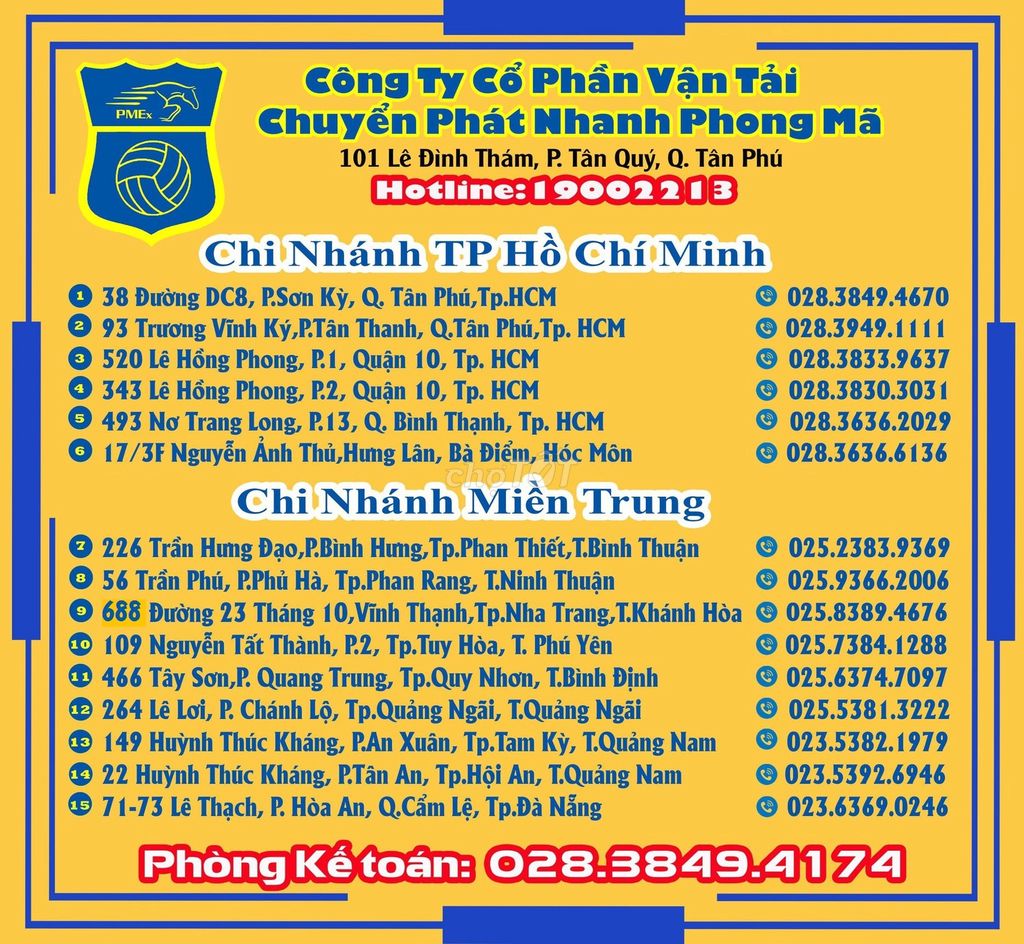 PMEx
Công Ty Cổ Phần Vận Tải
Chuyển Phát Nhanh Phong Mã
101 Lê Đình Thám, P. Tân Quý, Q. Tân Phú
Hotline:19002213
Chi Nhánh TP Hồ Chí Minh
1 38 Đường DC8, P.Sơn Kỳ, Q. Tân Phú,Tp.HCM 028.3849.4670
2 93 Trương Vĩnh Ký,P.Tân Thanh, Q.Tân Phú,Tp. HCM 028.3949.1111
3 520 Lê Hồng Phong, P.1, Quận 10, Tp. HCM 028.3833.9637
4 343 Lê Hồng Phong, P.2, Quận 10, Tp. HCM 028.3830.3031
5 493 Nơ Trang Long, P.13, Q. Bình Thạnh, Tp. HCM 028.3636.2029
6 17/3F Nguyễn Ảnh Thủ,Hưng Lân, Bà Điểm, Hóc Môn 028.3636.6136
chợTỐT
Chi Nhánh Miền Trung
7 226 Trần Hưng Đạo,P.Bình Hưng,Tp.Phan Thiết,T.Bình Thuận 025.2383.9369
8 56 Trần Phú, P.Phủ Hà, Tp.Phan Rang, T.Ninh Thuận 025.9366.2006
9 688 Đường 23 Tháng 10,Vĩnh Thạnh,Tp.Nha Trang,T.Khánh Hòa 025.8389.4676
10 109 Nguyễn Tất Thành, P.2, Tp.Tuy Hòa, T. Phú Yên 025.7384.1288
11 466 Tây Sơn,P. Quang Trung, Tp.Quy Nhơn, T.Bình Định 025.6374.7097
12 264 Lê Lơi, P. Chánh Lộ, Tp.Quảng Ngãi, T.Quảng Ngãi 025.5381.3222
13 149 Huỳnh Thúc Kháng, P.An Xuân, Tp.Tam Kỳ, T.Quảng Nam 023.5382.1979
14 22 Huỳnh Thúc Kháng, P.Tân An, Tp.Hội An, T.Quảng Nam 023.5392.6946
15 71-73 Lê Thạch, P. Hòa An, Q.Cẩm Lệ, Tp.Đà Nẵng 023.6369.0246
Phòng Kế toán: 028.3849.4174